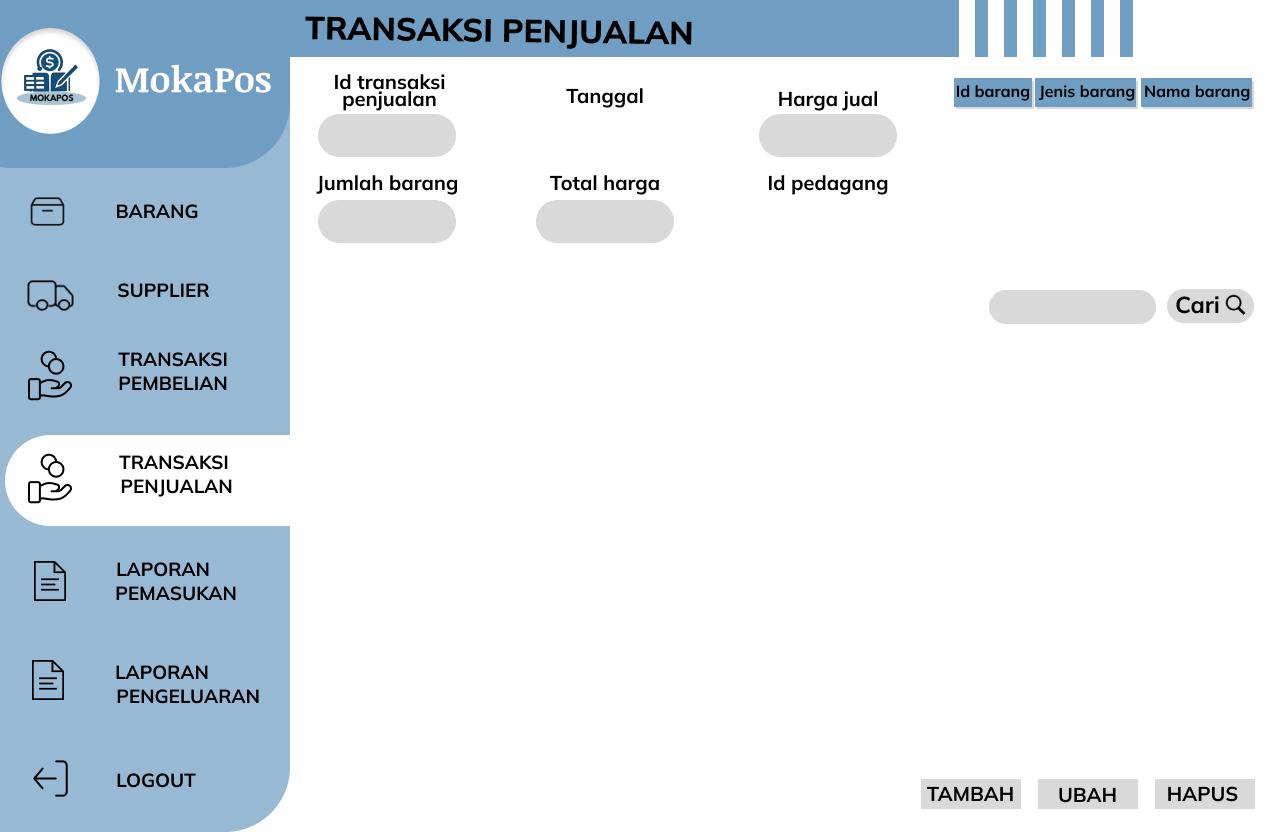 MOKAPOS
MokaPos
BARANG
SUPPLIER
TRANSAKSI
PEMBELIAN
TRANSAKSI
PENJUALAN
LAPORAN
PEMASUKAN
LAPORAN
PENGELUARAN
LOGOUT
TRANSAKSI PENJUALAN
Id transaksi
penjualan
Tanggal
Harga jual
Id barang
Jenis barang
Nama barang
Jumlah barang
Total harga
Id pedagang
Cari
TAMBAH
UBAH
HAPUS